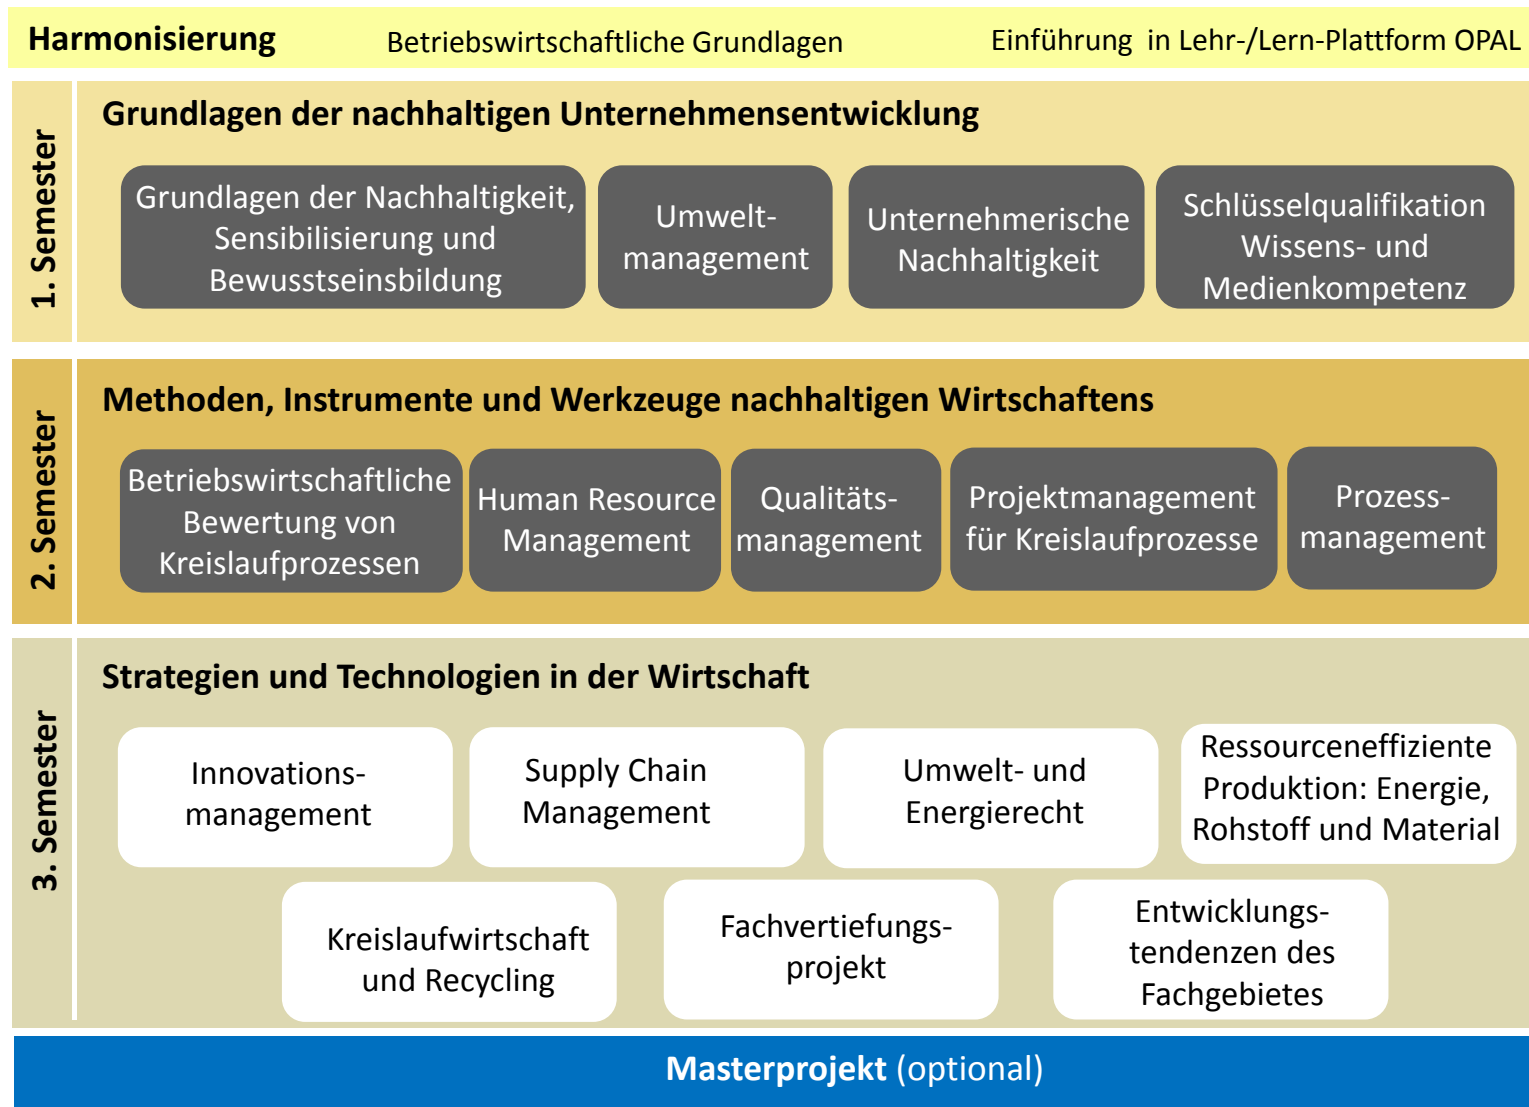 Harmonisierung Betriebswirtschaftliche Grundlagen Einführung in Lehr-/Lern-Plattform OPAL
1. Semester
Grundlagen der nachhaltigen Unternehmensentwicklung
Grundlagen der Nachhaltigkeit,
Sensibilisierung und
Bewusstseinsbildung
Umwelt-
management
Unternehmerische
Nachhaltigkeit
Schlüsselqualifikation
Wissens- und
Medienkompetenz
2. Semester
Methoden, Instrumente und Werkzeuge nachhaltigen Wirtschaftens
Betriebswirtschaftliche
Bewertung von
Kreislaufprozessen
Human Resource
Management
Qualitäts-
management
Projektmanagement
für Kreislaufprozesse
Prozess-
management
3. Semester
Strategien und Technologien in der Wirtschaft
Innovations-
management
Supply Chain
Management
Umwelt- und
Energierecht
Ressourceneffiziente
Produktion: Energie,
Rohstoff und Material
Kreislaufwirtschaft
und Recycling
Fachvertiefungs-
projekt
Entwicklungs-
tendenzen des
Fachgebietes
Masterprojekt (optional)